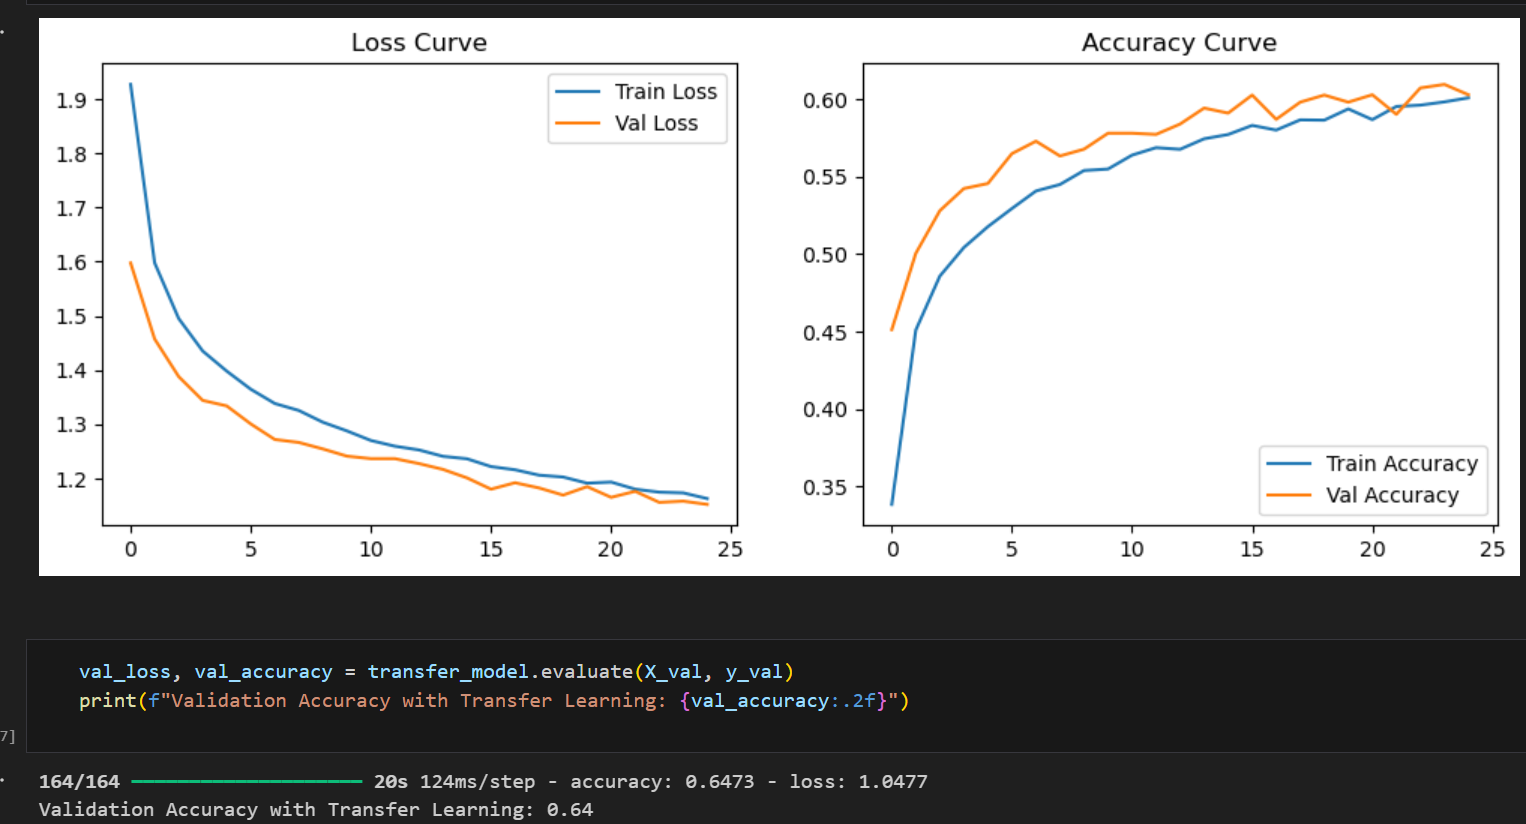 Loss Curve
Train Loss
Val Loss
1.9
1.8
1.7
1.6
1.5
1.4
1.3
1.2
0 5 10 15 20 25
Accuracy Curve
0.60
0.55
0.50
0.45
0.40
0.35
Train Accuracy
Val Accuracy
0 5 10 15 20 25
val_loss, val_accuracy = transfer_model.evaluate(X_val, y_val)
print(f"Validation Accuracy with Transfer Learning: {val_accuracy:.2f}")
7]
164/164 ━━━━━━━━━━━━━━━━━━━━ 20s 124ms/step - accuracy: 0.6473 - loss: 1.0477
Validation Accuracy with Transfer Learning: 0.64